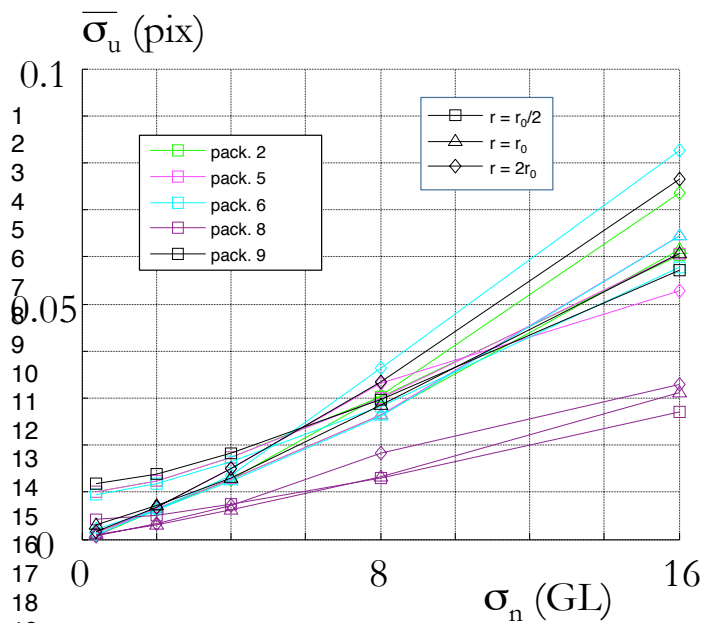 σ̅_u (pix)
0.1
1
2
3
4
5
6
7
8
0.05
9
10
11
12
13
14
15
16
0
17
18
pack. 2
pack. 5
pack. 6
pack. 8
pack. 9
r = r₀/2
r = r₀
r = 2r₀
0 8 16
σₙ (GL)